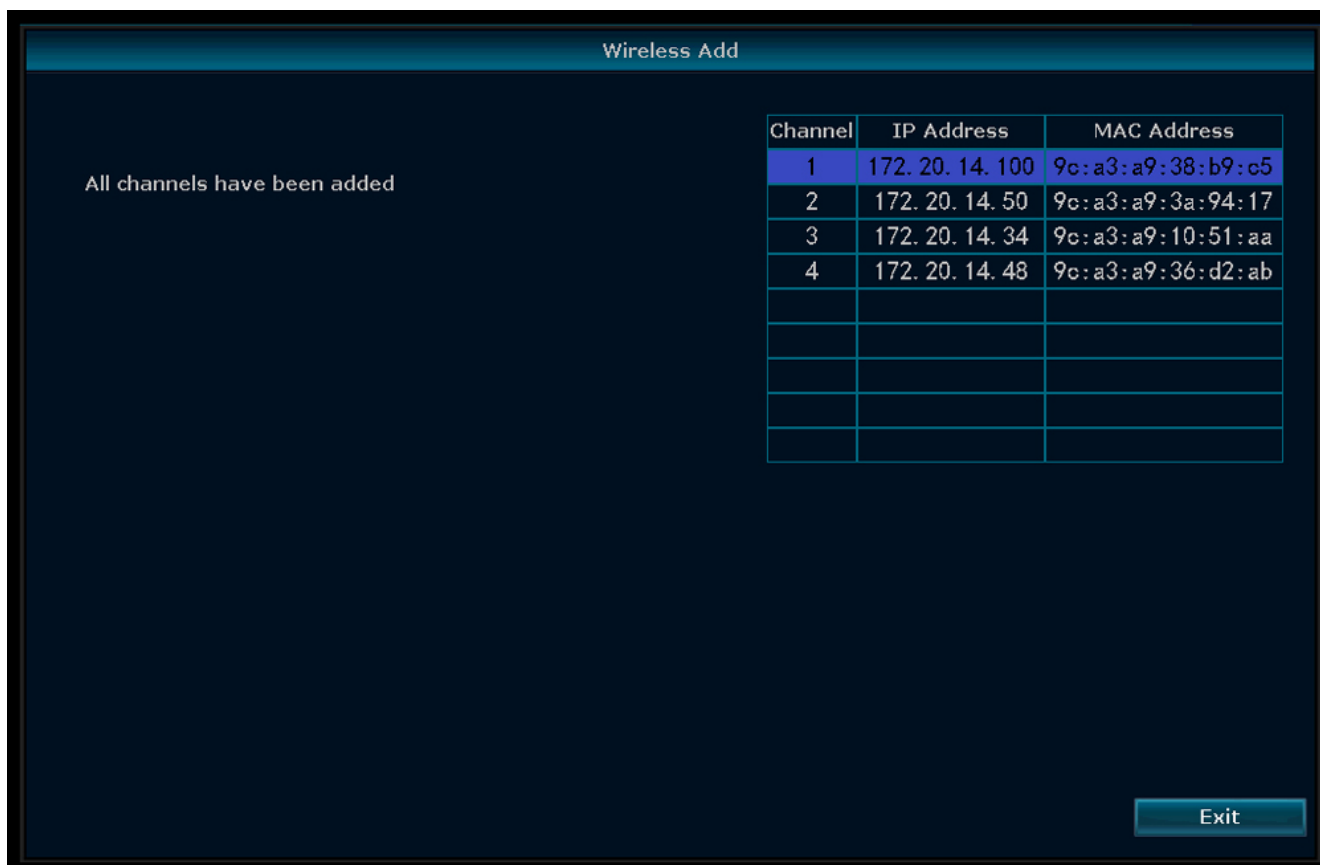 Wireless Add
All channels have been added
Channel IP Address MAC Address
1 172. 20. 14. 100 9c:a3:a9:38:b9:c5
2 172. 20. 14. 50 9c:a3:a9:3a:94:17
3 172. 20. 14. 34 9c:a3:a9:10:51:aa
4 172. 20. 14. 48 9c:a3:a9:36:d2:ab
Exit